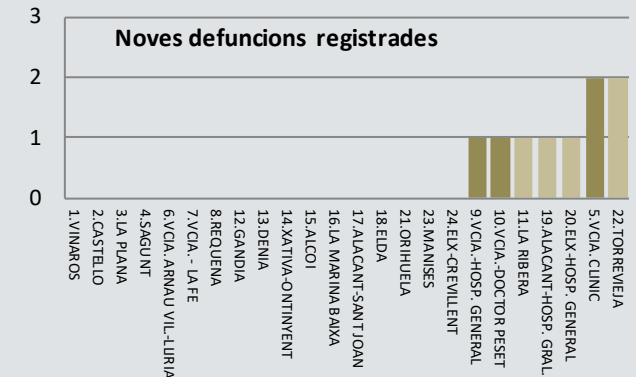 Noves defuncions registrades
3
2
1
0
1.VINAROS
2.CASTELLO
3.LA PLANA
4.SAGUNT
6.VCIA. ARNAU VIL.-LLIRIA
7.VCIA.- LA FE
8.REQUENA
12.GANDIA
13.DENIA
14.XATIVA-ONTINYENT
15.ALCOI
16.LA MARINA BAIXA
17.ALACANT-SANT JOAN
18.ELDA
21.ORIHUELA
23.MANISES
24.ELX-CREVILLENT
9.VCIA.-HOSP. GENERAL
10.VCIA.-DOCTOR PESET
11.LA RIBERA
19.ALACANT-HOSP. GRAL.
20.ELX-HOSP. GENERAL
5.VCIA. CLINIC
22.TORREVIEJA